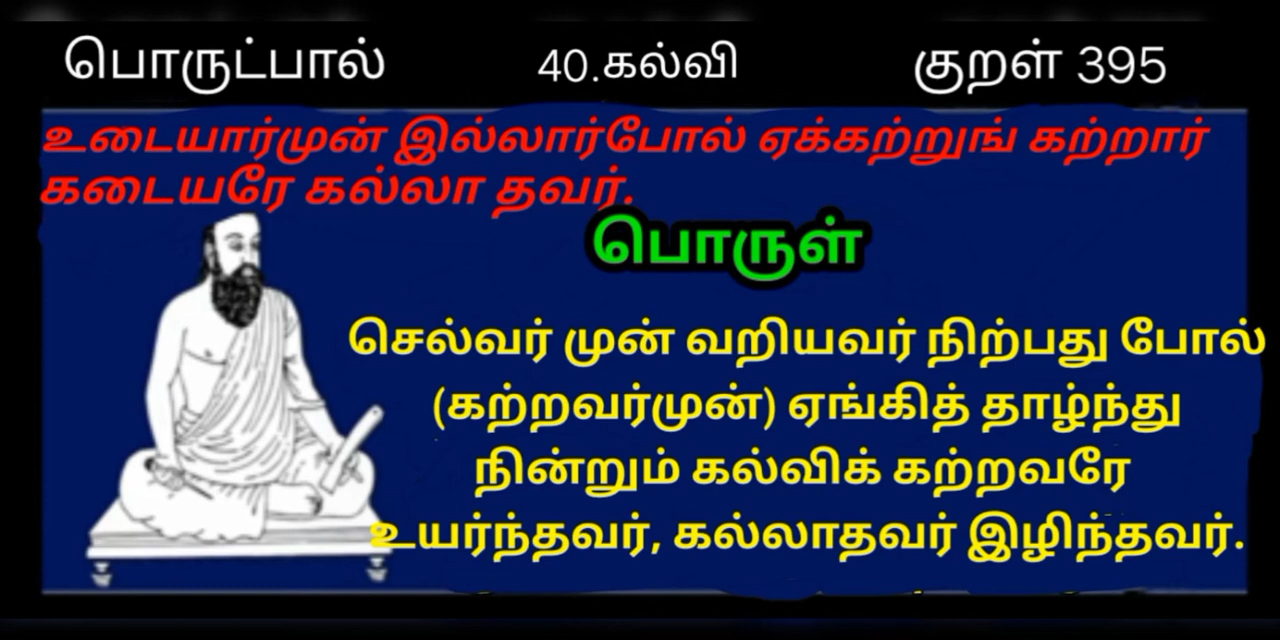 பொருட்பால் 40.கல்வி குறள் 395
உடையார்முன் இல்லார்போல் ஏக்கற்றுங் கற்றார்
கடையரே கல்லா தவர்.
பொருள்
செல்வர் முன் வறியவர் நிற்பது போல்
(கற்றவர்முன்) ஏங்கித் தாழ்ந்து
நின்றும் கல்விக் கற்றவரே
உயர்ந்தவர், கல்லாதவர் இழிந்தவர்.